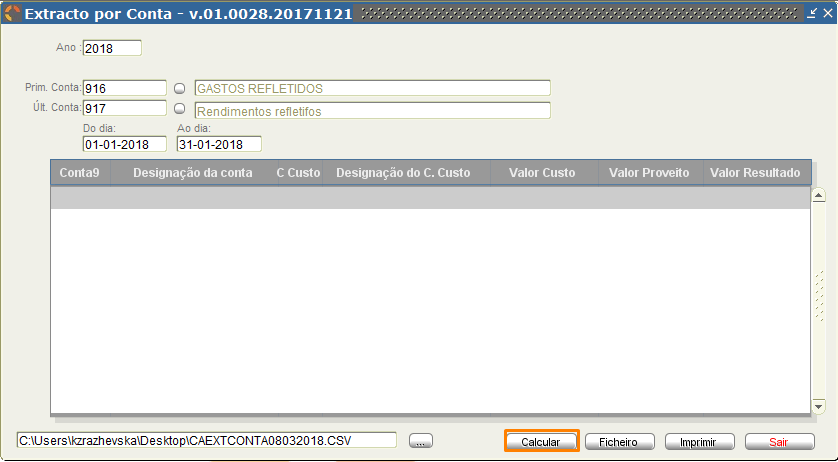 Extracto por Conta - v.01.0028.20171121
Ano : 2018
Prim. Conta: 916 GASTOS REFLETIDOS
Últ. Conta: 917 Rendimentos refletifos
Do dia: Ao dia:
01-01-2018 31-01-2018
Conta9 Designação da conta C Custo Designação do C. Custo Valor Custo Valor Proveito Valor Resultado
C:\Users\kzrazhevska\Desktop\CAEXTCONTA08032018.CSV ... Calcular Ficheiro Imprimir Sair